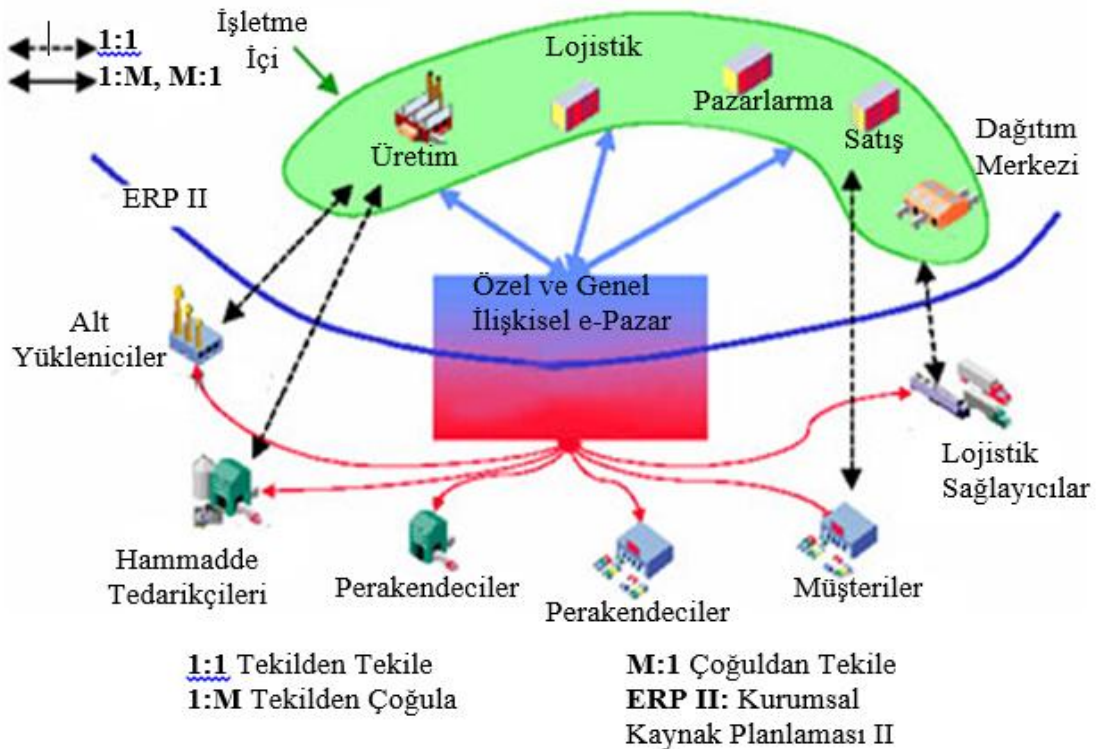 1:1
1:M, M:1
İşletme
İçi
Lojistik
Pazarlarma
Satış
Üretim
Dağıtım
Merkezi
ERP II
Özel ve Genel
İlişkisel e-Pazar
Alt
Yükleniciler
Lojistik
Sağlayıcılar
Hammadde
Tedarikçileri
Perakendeciler
Perakendeciler
Müşteriler
1:1 Tekilden Tekile
1:M Tekilden Çoğula
M:1 Çoğuldan Tekile
ERP II: Kurumsal
Kaynak Planlaması II